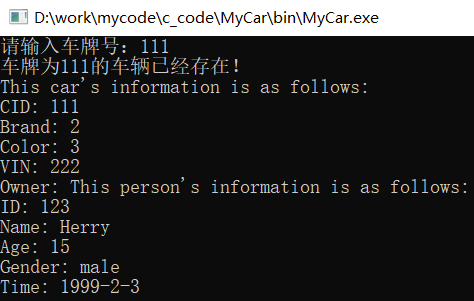 D:\work\mycode\c_code\MyCar\bin\MyCar.exe
请输入车牌号：111
车牌为111的车辆已经存在！
This car's information is as follows:
CID: 111
Brand: 2
Color: 3
VIN: 222
Owner: This person's information is as follows:
ID: 123
Name: Herry
Age: 15
Gender: male
Time: 1999-2-3